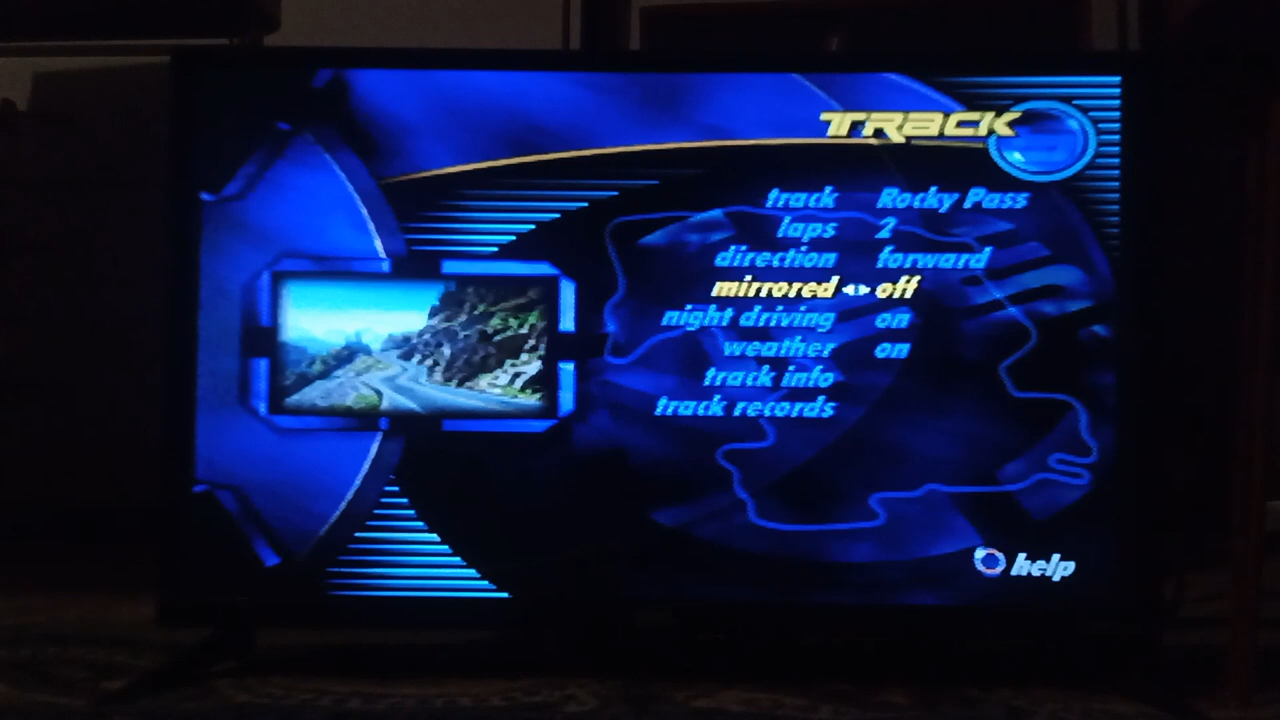 TRACK
track Rocky Pass
laps 2
direction forward
mirrored off
night driving on
weather on
track info
track records
help